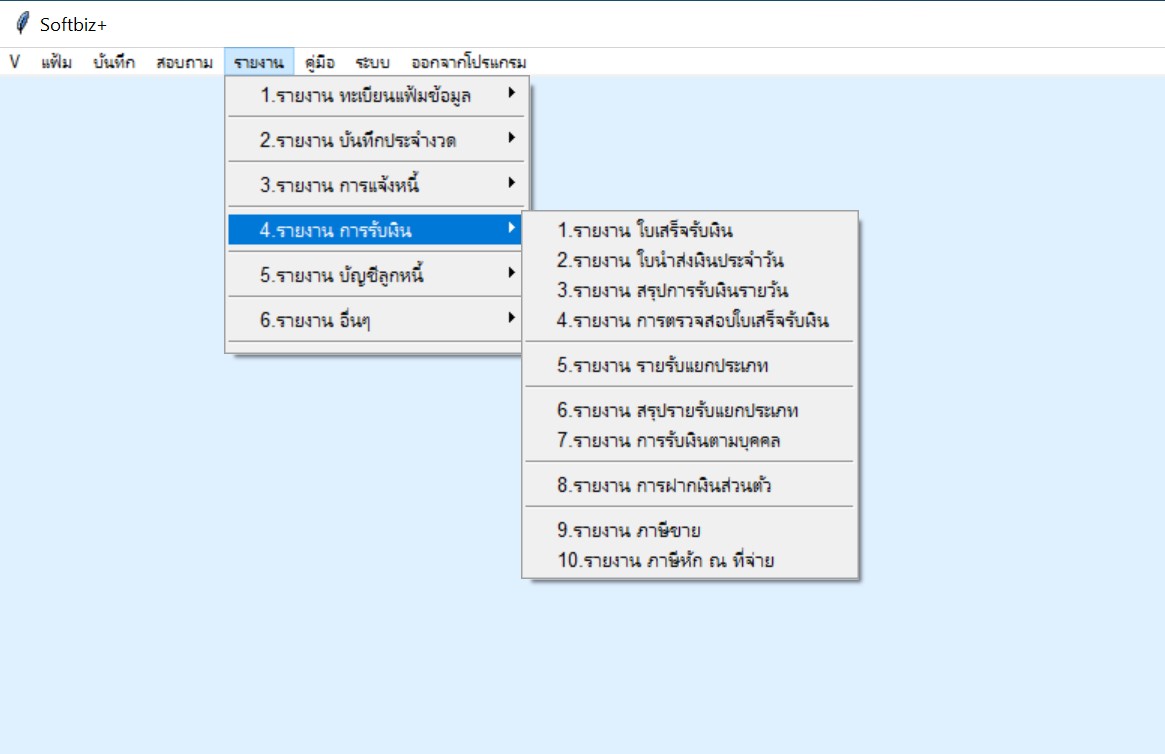 Softbiz+
V แฟ้ม บันทึก สอบถาม รายงาน คู่มือ ระบบ ออกจากโปรแกรม
1.รายงาน ทะเบียนแฟ้มข้อมูล
2.รายงาน บันทึกประจำงวด
3.รายงาน การแจ้งหนี้
4.รายงาน การรับเงิน
5.รายงาน บัญชีลูกหนี้
6.รายงาน อื่นๆ
1.รายงาน ใบเสร็จรับเงิน
2.รายงาน ใบนำส่งเงินประจำวัน
3.รายงาน สรุปการรับเงินรายวัน
4.รายงาน การตรวจสอบใบเสร็จรับเงิน
5.รายงาน รายรับแยกประเภท
6.รายงาน สรุปรายรับแยกประเภท
7.รายงาน การรับเงินตามบุคคล
8.รายงาน การฝากเงินส่วนตัว
9.รายงาน ภาษีขาย
10.รายงาน ภาษีหัก ณ ที่จ่าย